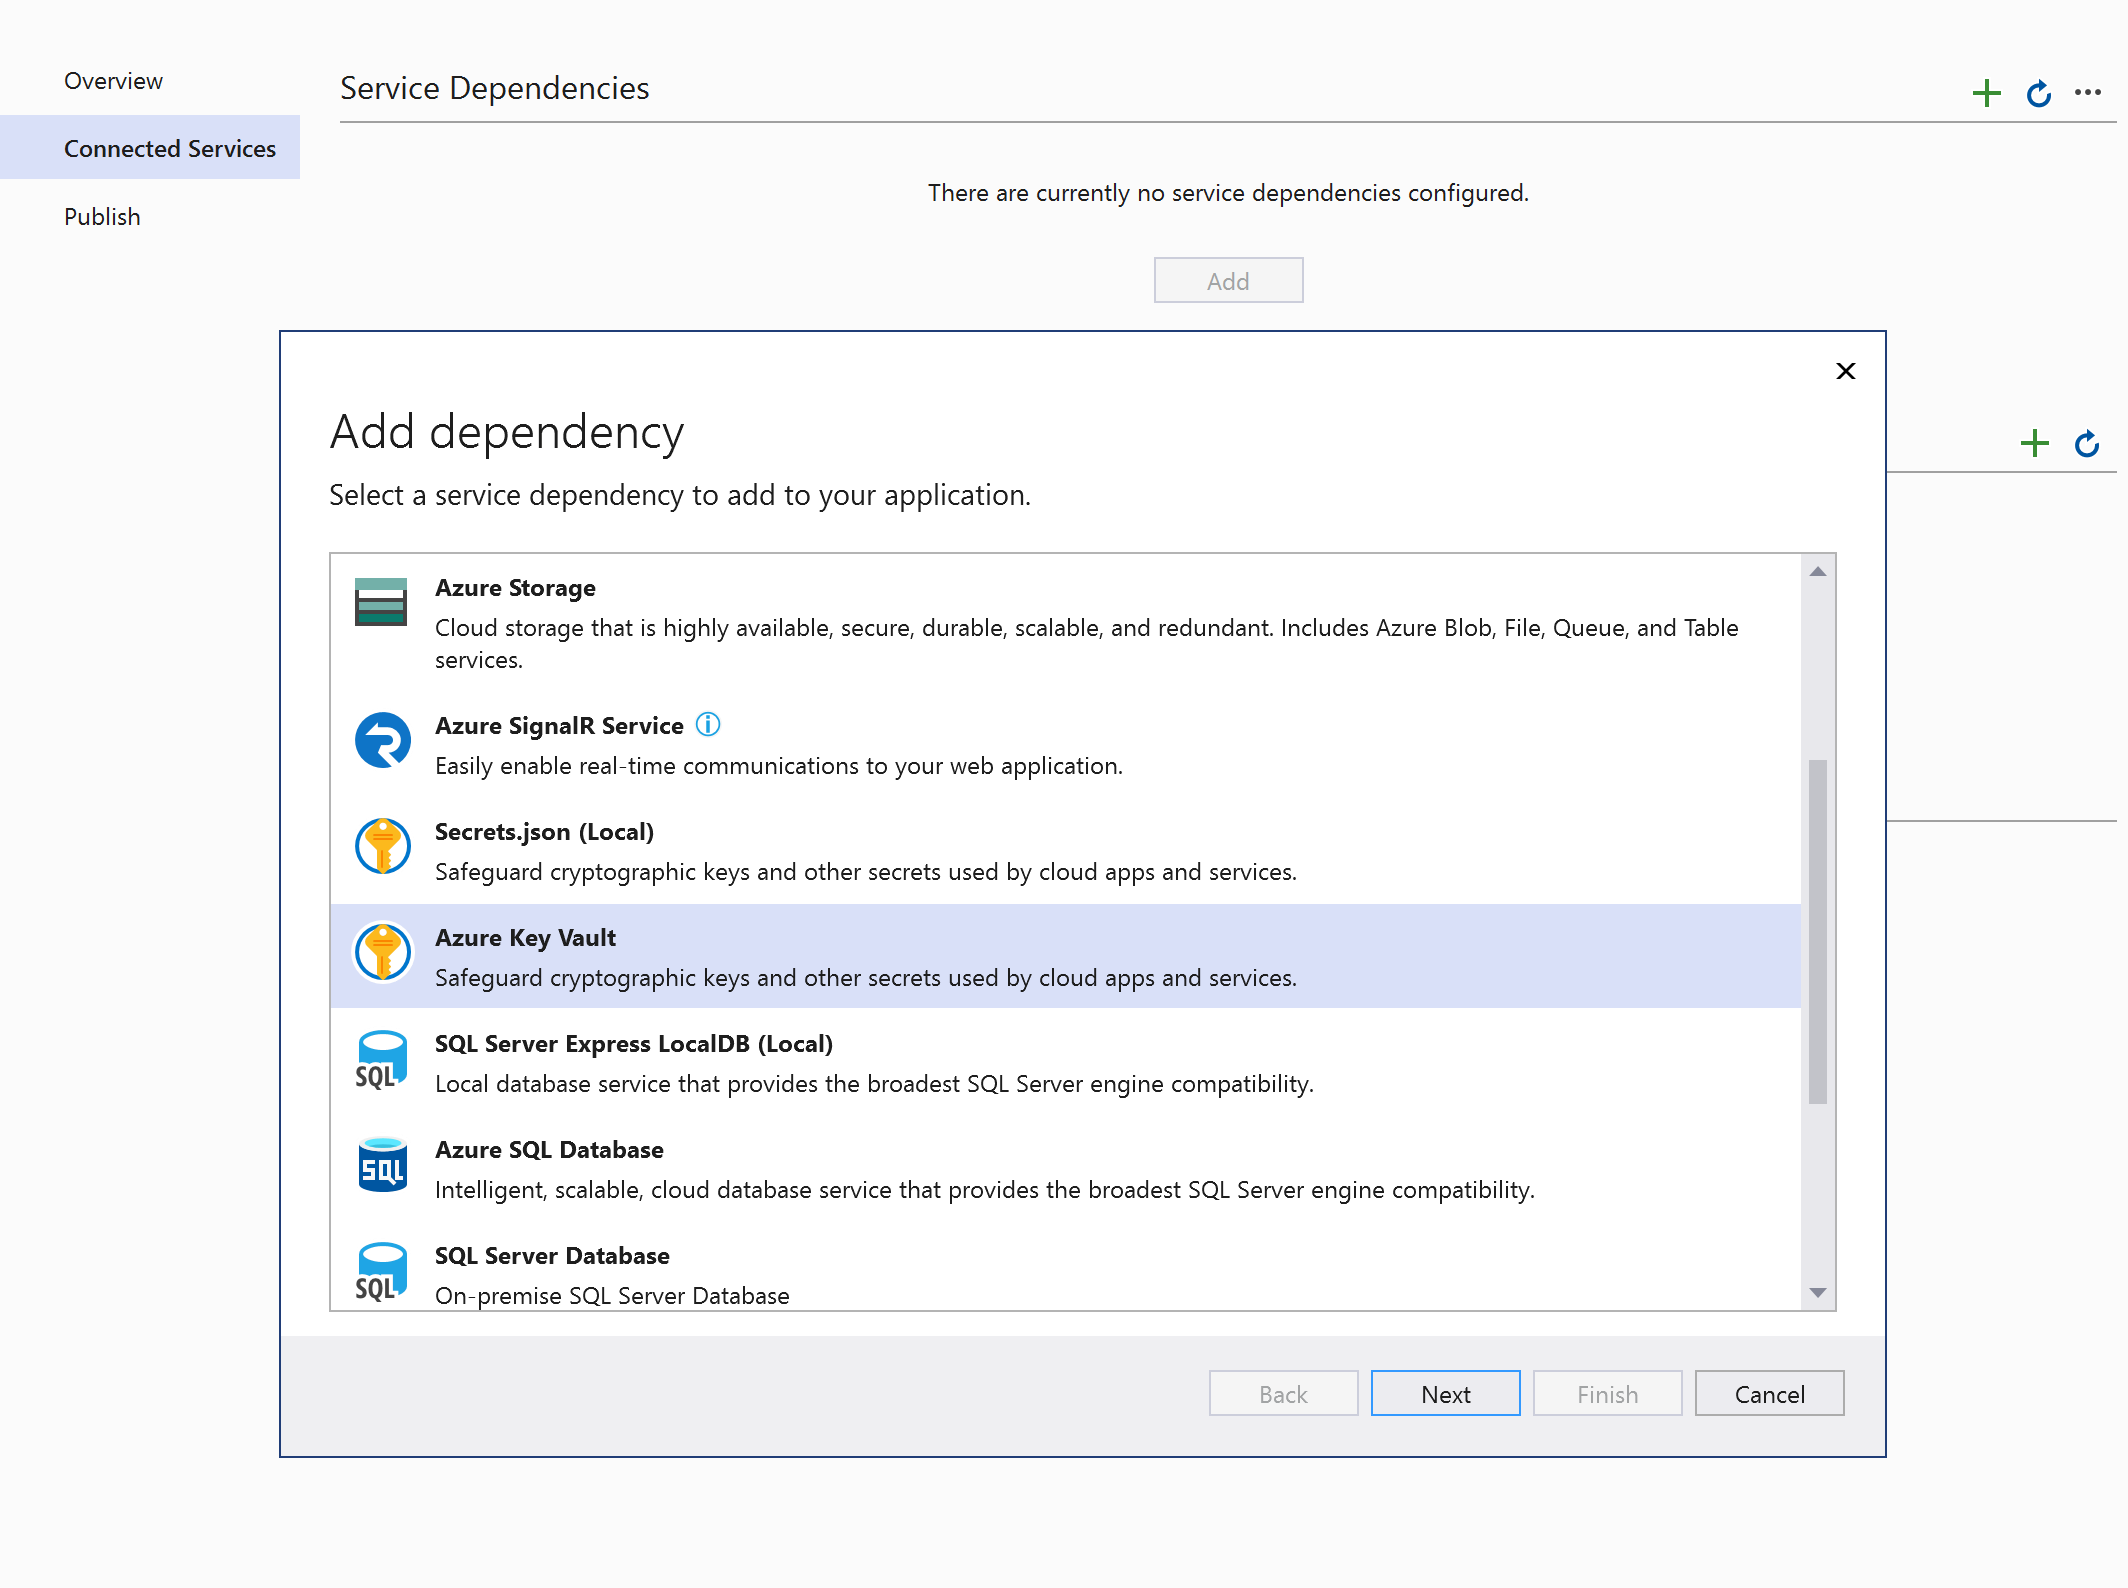 Overview
Connected Services
Publish
Service Dependencies
There are currently no service dependencies configured.
Add
Add dependency
Select a service dependency to add to your application.
Azure Storage
Cloud storage that is highly available, secure, durable, scalable, and redundant. Includes Azure Blob, File, Queue, and Table
services.
Azure SignalR Service
Easily enable real-time communications to your web application.
Secrets.json (Local)
Safeguard cryptographic keys and other secrets used by cloud apps and services.
Azure Key Vault
Safeguard cryptographic keys and other secrets used by cloud apps and services.
SQL Server Express LocalDB (Local)
SQL
Local database service that provides the broadest SQL Server engine compatibility.
Azure SQL Database
SQL
Intelligent, scalable, cloud database service that provides the broadest SQL Server engine compatibility.
SQL Server Database
SQL
On-premise SQL Server Database
Back
Next
Finish
Cancel